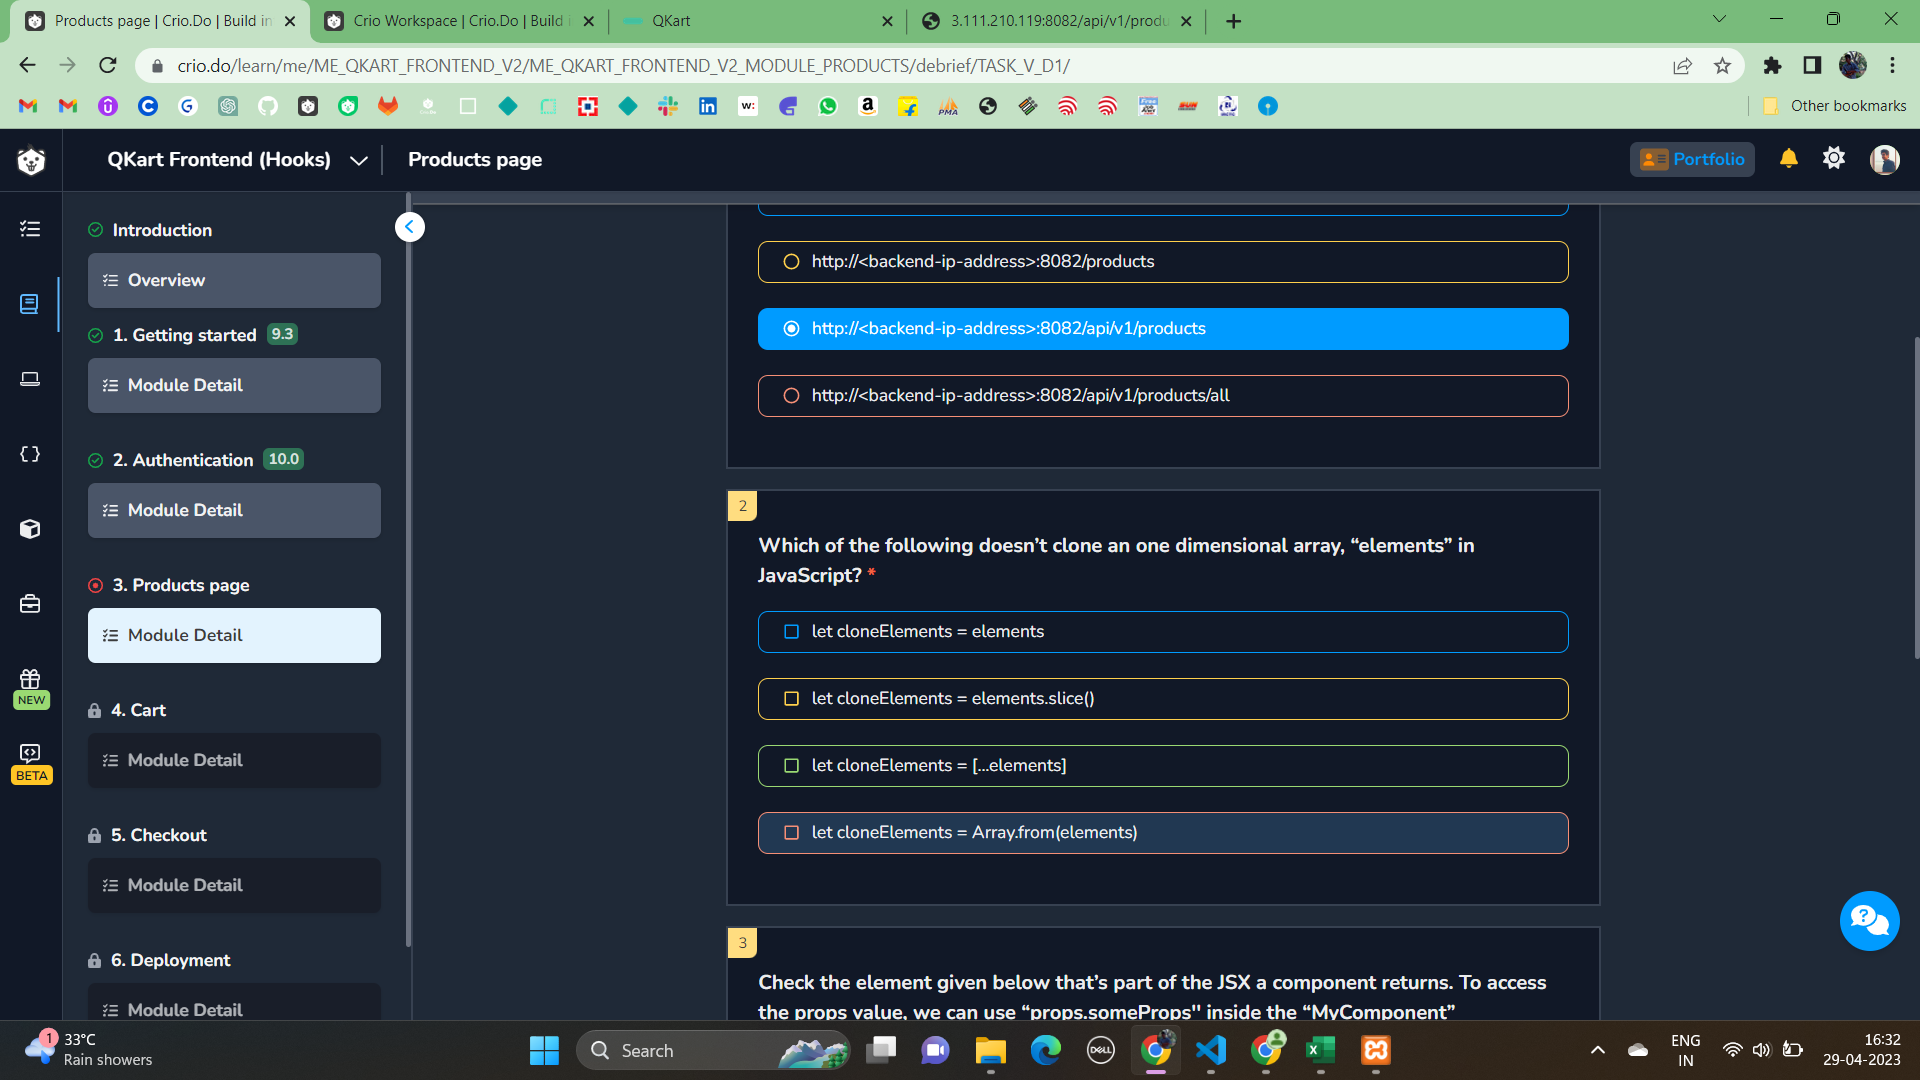 Products page | Crio.Do | Build in
Crio Workspace | Crio.Do | Build i
QKart
3.111.210.119:8082/api/v1/produ
crio.do/learn/me/ME_QKART_FRONTEND_V2/ME_QKART_FRONTEND_V2_MODULE_PRODUCTS/debrief/TASK_V_D1/
Other bookmarks
QKart Frontend (Hooks)
Products page
Portfolio
Introduction
Overview
1. Getting started 9.3
Module Detail
2. Authentication 10.0
Module Detail
3. Products page
Module Detail
4. Cart
Module Detail
5. Checkout
Module Detail
6. Deployment
Module Detail
NEW
BETA
http://<backend-ip-address>:8082/products
http://<backend-ip-address>:8082/api/v1/products
http://<backend-ip-address>:8082/api/v1/products/all
2
Which of the following doesn’t clone an one dimensional array, “elements” in
JavaScript? *
let cloneElements = elements
let cloneElements = elements.slice()
let cloneElements = [...elements]
let cloneElements = Array.from(elements)
3
Check the element given below that’s part of the JSX a component returns. To access
the props value, we can use “props.someProps" inside the “MyComponent”
1
33°C
Rain showers
Search
DELL
ENG
IN
16:32
29-04-2023